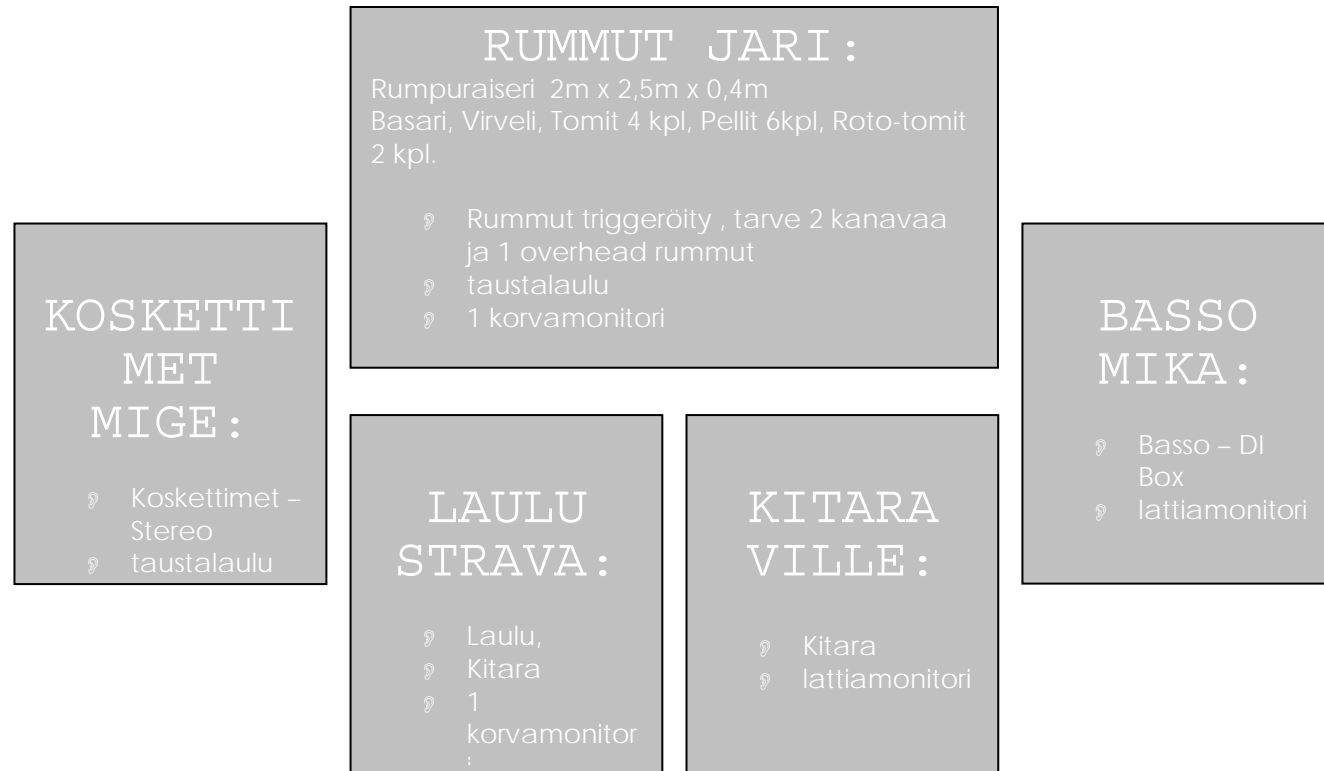 RUMMUT JARI:
Rumpuraiseri 2m x 2,5m x 0,4m
Basari, Virveli, Tomit 4 kpl, Pellit 6kpl, Roto-tomit
2 kpl.
Rummut triggeröity , tarve 2 kanavaa
ja 1 overhead rummut
taustalaulu
1 korvamonitori
KOSKETTI
MET
MIGE:
Koskettimet –
Stereo
taustalaulu
LAULU
STRAVA:
Laulu,
Kitara
1
korvamonitor
KITARA
VILLE:
Kitara
lattiamonitori
BASSO
MIKA:
Basso – DI
Box
lattiamonitori